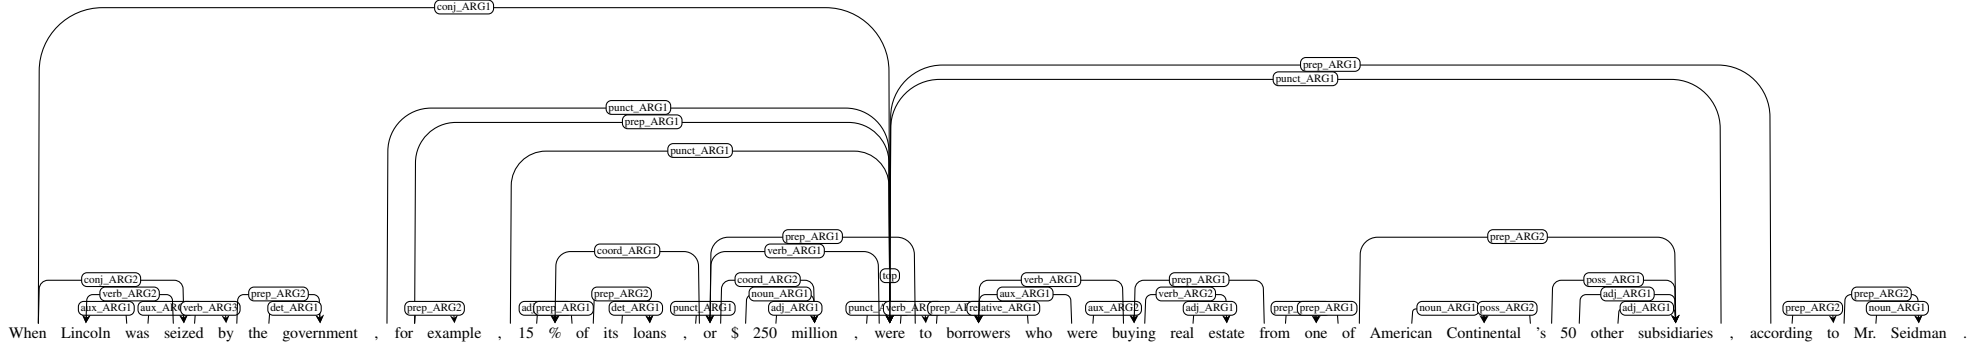 conj_ARG1
prep_ARG1
punct_ARG1
punct_ARG1
prep_ARG1
punct_ARG1
prep_ARG1 prep_ARG2
coord_ARG1 verb_ARG1
top
conj_ARG2 coord_ARG2 verb_ARG1 prep_ARG1 poss_ARG1
verb_ARG2 prep_ARG2 prep_ARG2 noun_ARG1 aux_ARG1 verb_ARG2 adj_ARG1 prep_ARG2
aux_ARG1 verb_ARG3 det_ARG1 prep_ARG2 prep_ARG1 det_ARG1 punct_ARG1 adj_ARG1 aux_ARG2 adj_ARG1 prep_ARG1 noun_ARG1 poss_ARG2 adj_ARG1 prep_ARG2 noun_ARG1
When Lincoln was seized by the government , for example , 15 % of its loans , or $ 250 million , were to borrowers who were buying real estate from one of American Continental 's 50 other subsidiaries , according to Mr. Seidman .